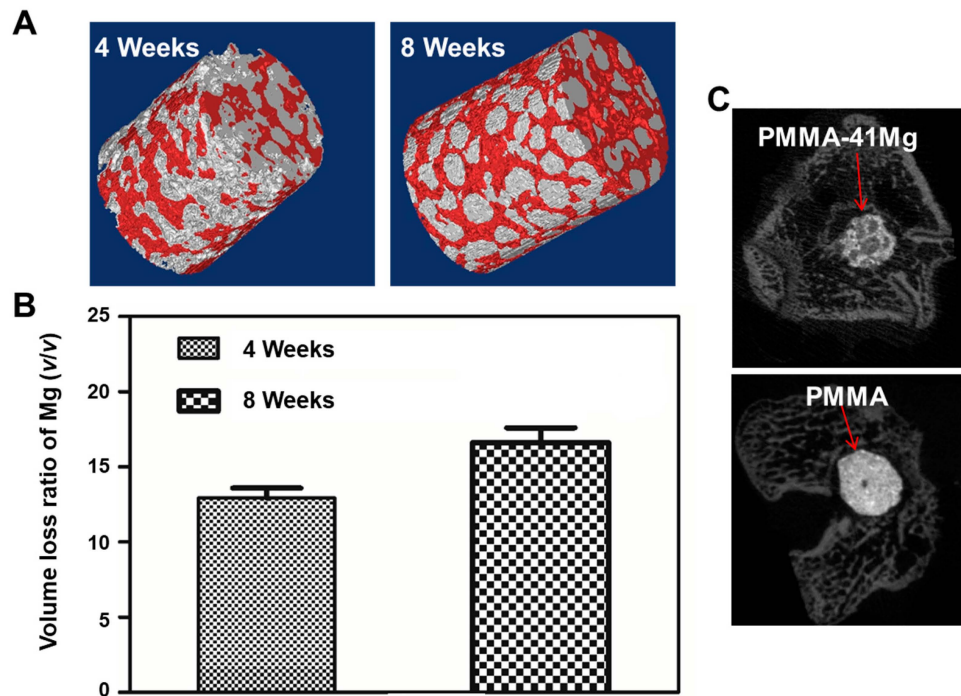 A
4 Weeks
8 Weeks
C
PMMA-41Mg
PMMA
B
Volume loss ratio of Mg (v/v)
25
20
15
10
5
0
4 Weeks
8 Weeks